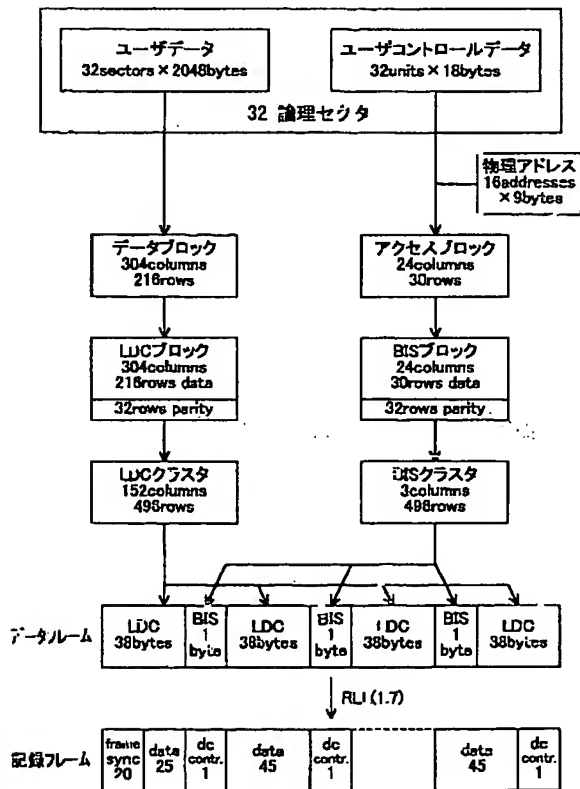 ユーザデータ
32sectors×2048bytes
ユーザコントロールデータ
32units×18bytes
32 論理セクタ
物理アドレス
16addresses
×9bytes
データブロック
304columns
216rows
アクセスブロック
24columns
30rows
LDCブロック
304columns
216rows data
32rows parity
BISブロック
24columns
30rows data
32rows parity
LDCクラスタ
152columns
496rows
BISクラスタ
3columns
496rows
データルーム
LDC
38bytes
BIS
1
byte
LDC
38bytes
BIS
1
byte
LDC
38bytes
BIS
1
byte
LDC
38bytes
RLL(1.7)
記録フレーム
frame
sync
20
data
25
dc
contr.
1
data
45
dc
contr.
1
data
45
dc
contr.
1